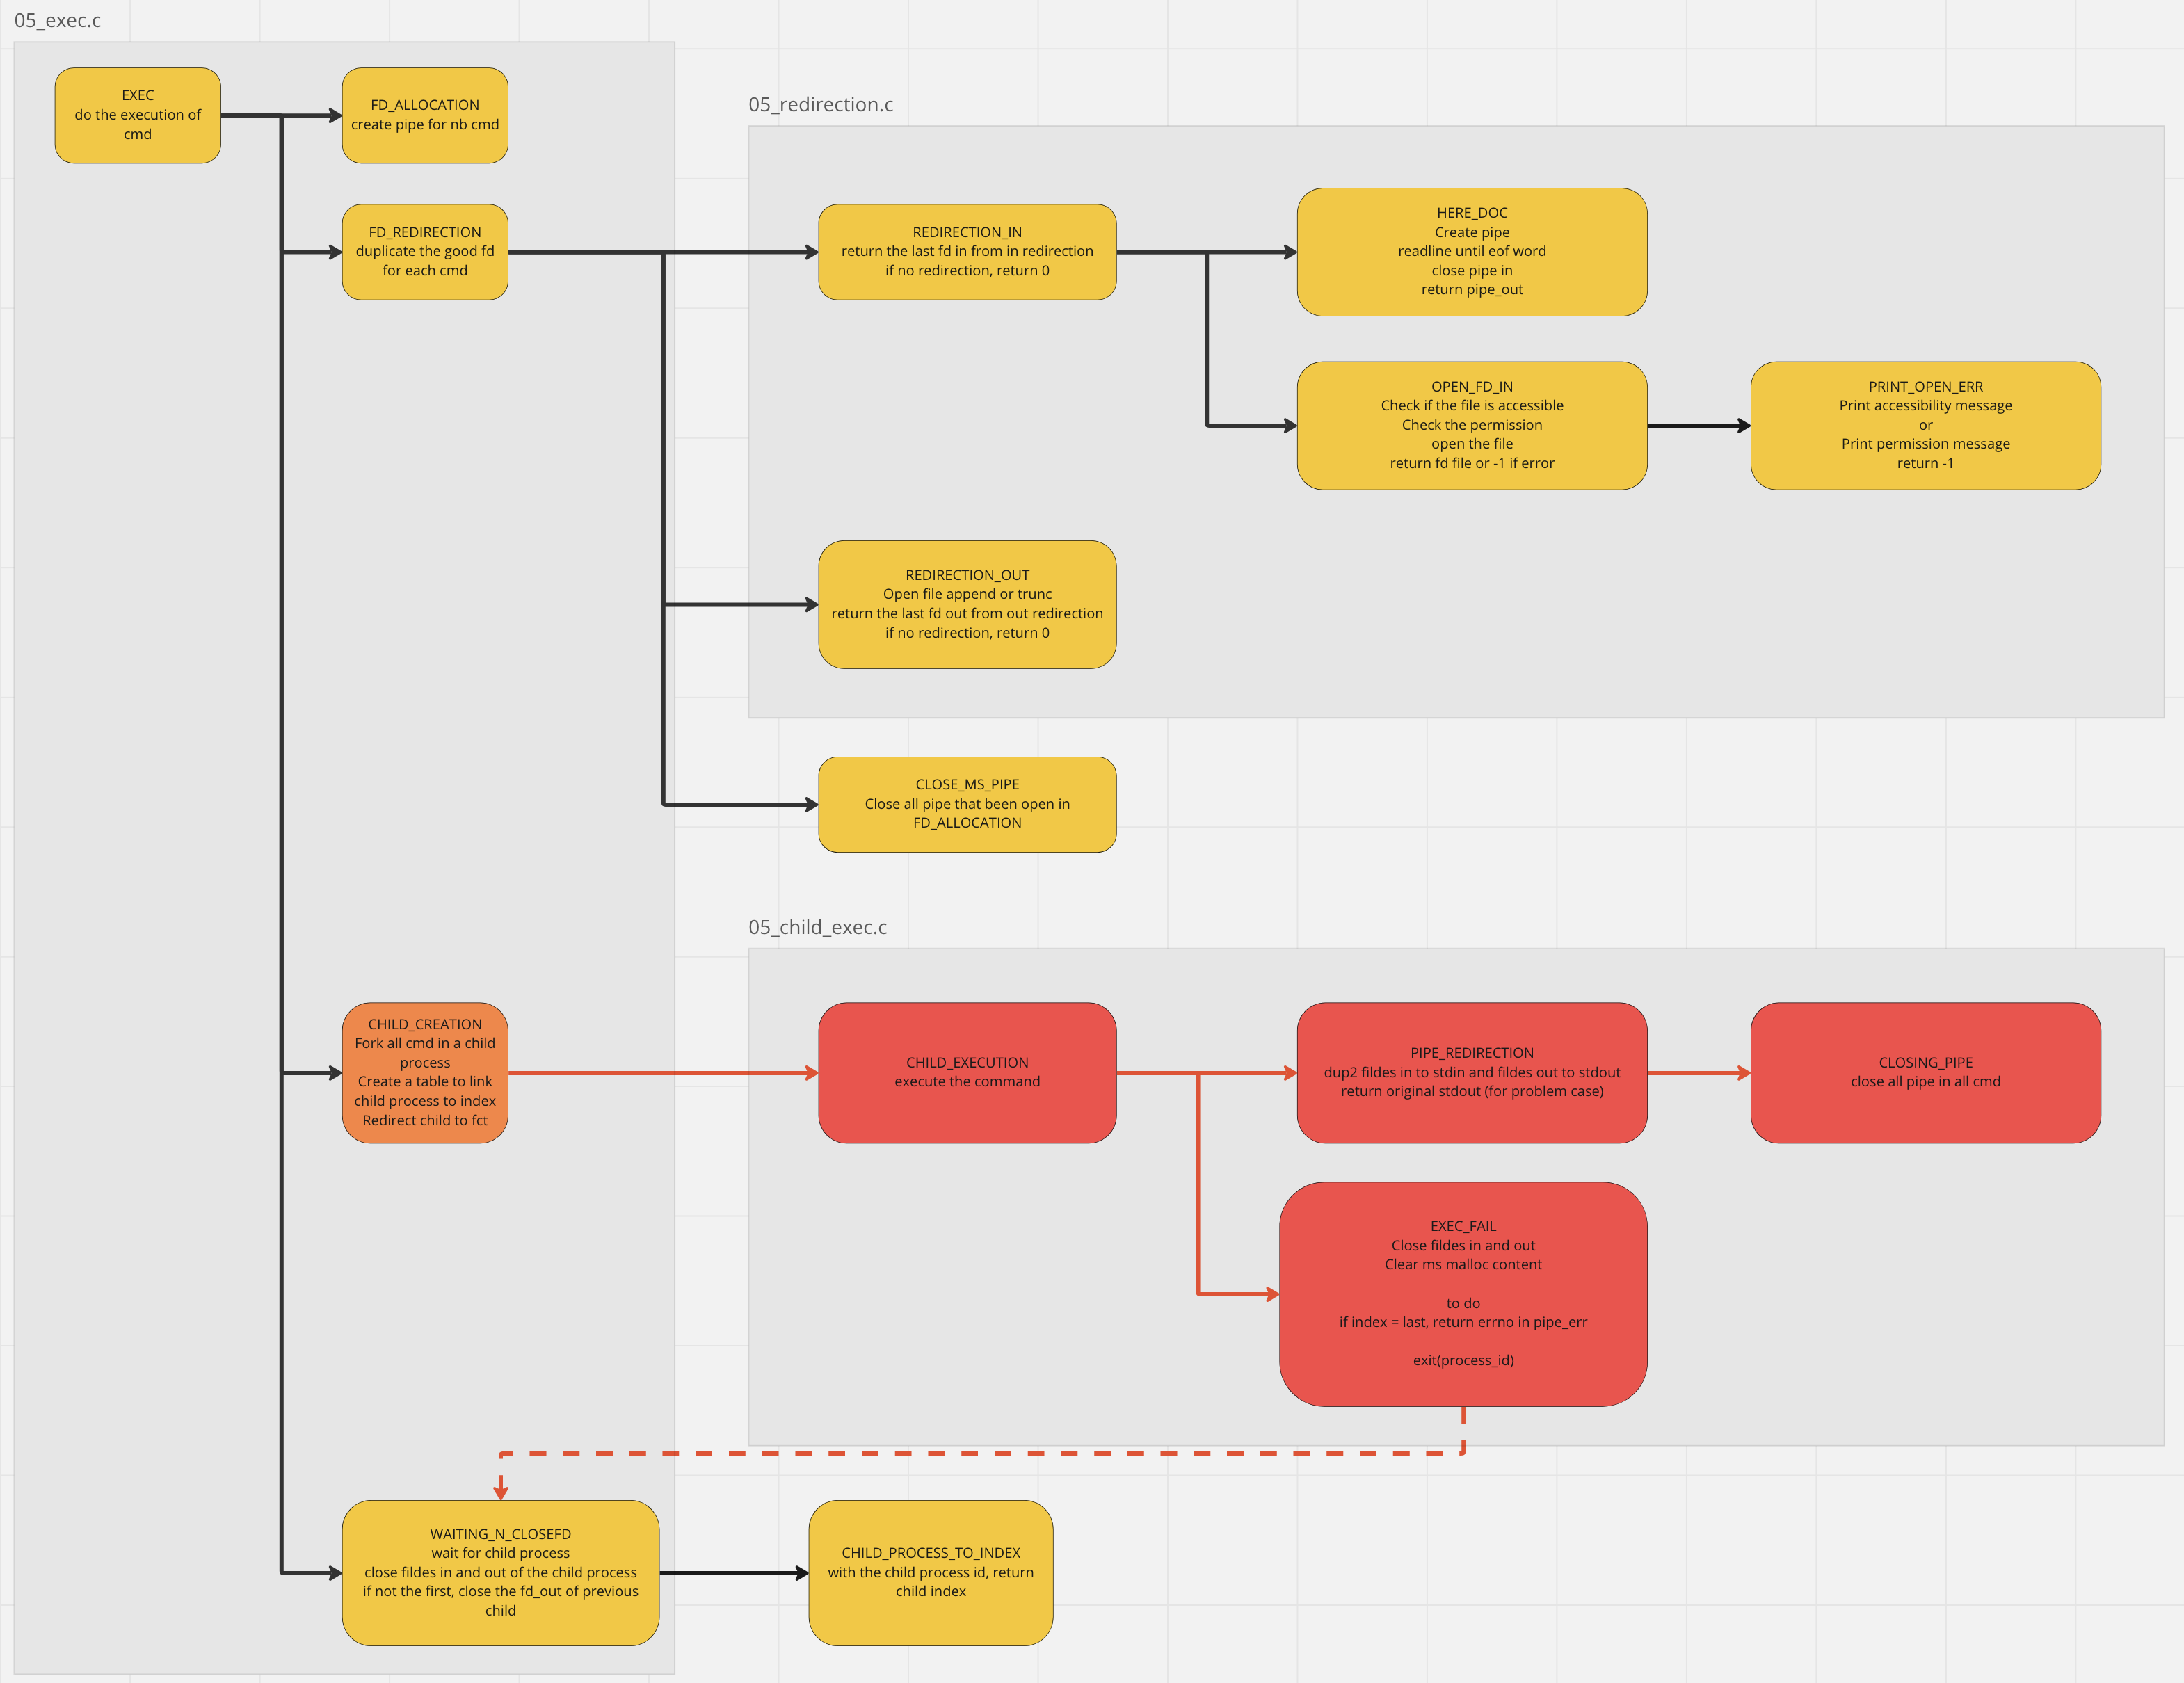 05_exec.c
EXEC
do the execution of
cmd
FD_ALLOCATION
create pipe for nb cmd
FD_REDIRECTION
duplicate the good fd
for each cmd
05_redirection.c
REDIRECTION_IN
return the last fd in from in redirection
if no redirection, return 0
HERE_DOC
Create pipe
readline until eof word
close pipe in
return pipe_out
OPEN_FD_IN
Check if the file is accessible
Check the permission
open the file
return fd file or -1 if error
PRINT_OPEN_ERR
Print accessibility message
or
Print permission message
return -1
REDIRECTION_OUT
Open file append or trunc
return the last fd out from out redirection
if no redirection, return 0
CLOSE_MS_PIPE
Close all pipe that been open in
FD_ALLOCATION
05_child_exec.c
CHILD_CREATION
Fork all cmd in a child
process
Create a table to link
child process to index
Redirect child to fct
CHILD_EXECUTION
execute the command
PIPE_REDIRECTION
dup2 fildes in to stdin and fildes out to stdout
return original stdout (for problem case)
CLOSING_PIPE
close all pipe in all cmd
EXEC_FAIL
Close fildes in and out
Clear ms malloc content
to do
if index = last, return errno in pipe_err
exit(process_id)
WAITING_N_CLOSEFD
wait for child process
close fildes in and out of the child process
if not the first, close the fd_out of previous
child
CHILD_PROCESS_TO_INDEX
with the child process id, return
child index